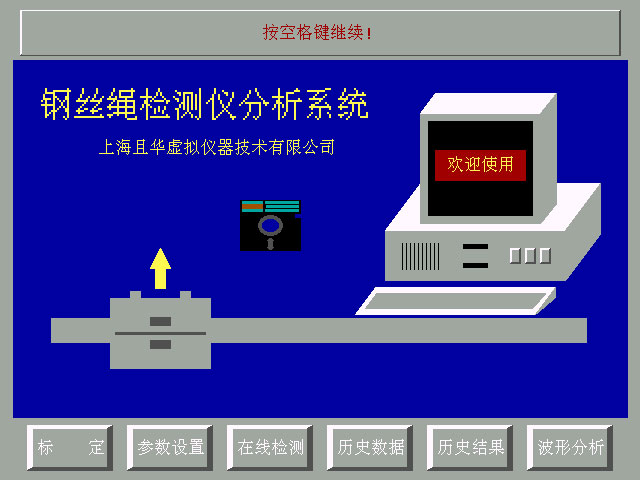 按空格键继续!
钢丝绳检测仪分析系统
上海且华虚拟仪器技术有限公司
欢迎使用
标　　定
参数设置
在线检测
历史数据
历史结果
波形分析